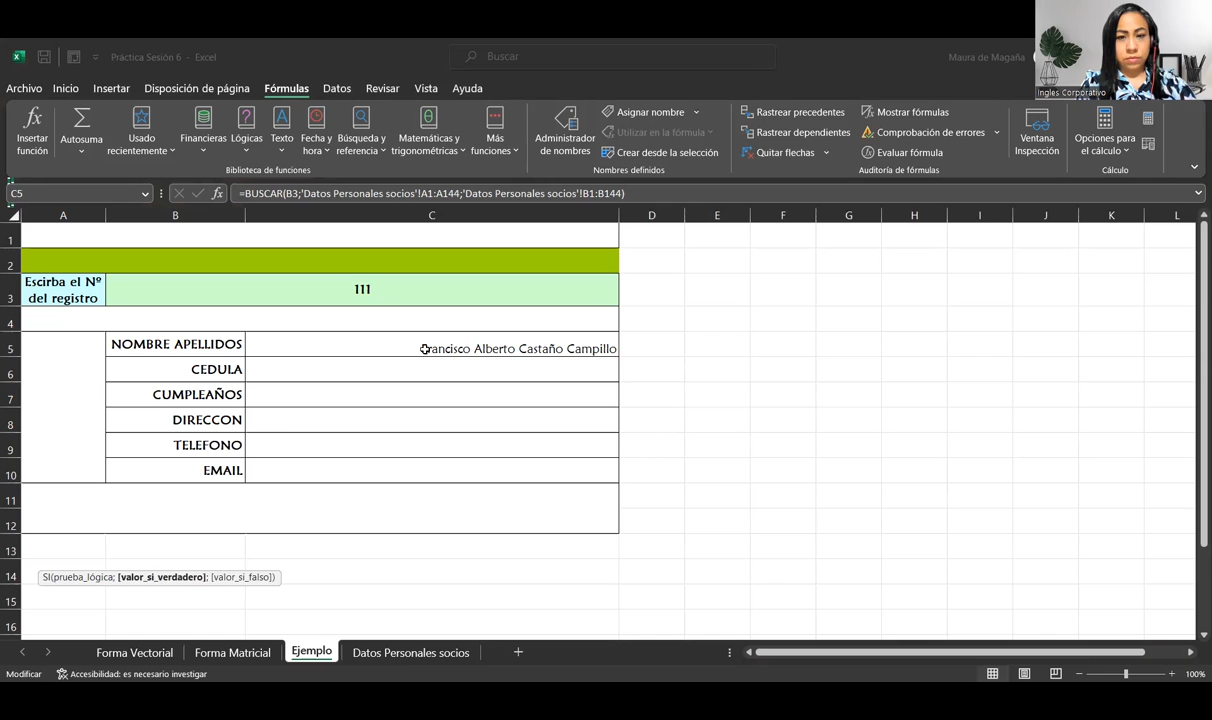 Ingles Corporativo
Práctica Sesión 6 - Excel
Buscar
Maura de Magaña
Archivo Inicio Insertar Disposición de página Fórmulas Datos Revisar Vista Ayuda
Insertar función
Autosuma
Usado recientemente
Financieras
Lógicas
Texto
Fecha y hora
Búsqueda y referencia
Matemáticas y trigonométricas
Más funciones
Biblioteca de funciones
Administrador de nombres
Asignar nombre
Utilizar en la fórmula
Crear desde la selección
Nombres definidos
Rastrear precedentes
Rastrear dependientes
Quitar flechas
Mostrar fórmulas
Comprobación de errores
Evaluar fórmula
Auditoría de fórmulas
Ventana Inspección
Opciones para el cálculo
Cálculo
C5 fx =BUSCAR(B3;'Datos Personales socios'!A1:A144;'Datos Personales socios'!B1:B144)
A B C D E F G H I J K L
1
2
3 Escirba el Nº del registro 111
4
5 NOMBRE APELLIDOS Francisco Alberto Castaño Campillo
6 CEDULA
7 CUMPLEAÑOS
8 DIRECCON
9 TELEFONO
10 EMAIL
11
12
13
14 SI(prueba_lógica; [valor_si_verdadero]; [valor_si_falso])
15
16
Forma Vectorial Forma Matricial Ejemplo Datos Personales socios
Modificar Accesibilidad: es necesario investigar 100%